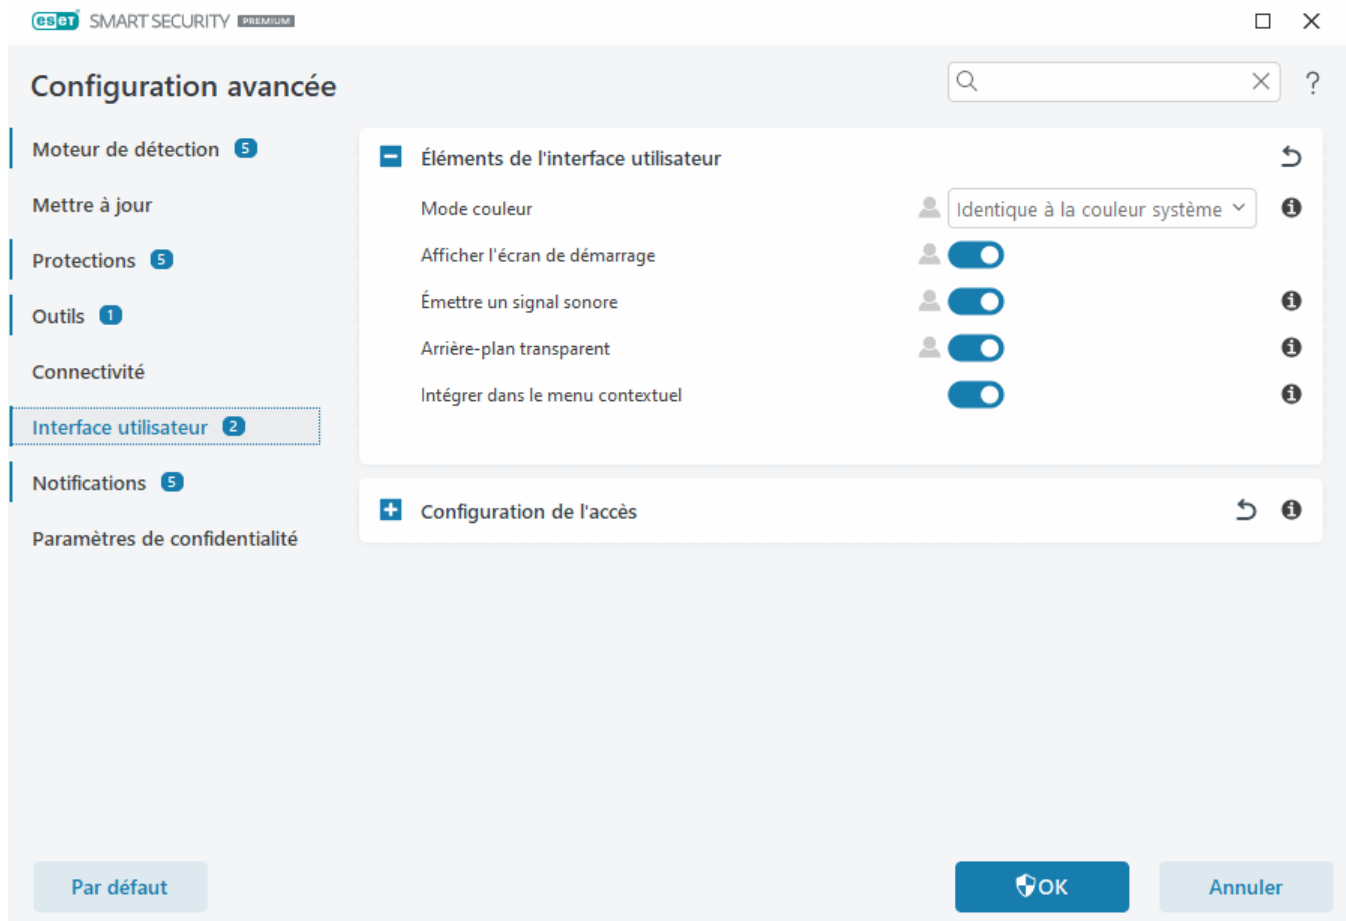 eset SMART SECURITY PREMIUM
Configuration avancée
?
Moteur de détection 5
Mettre à jour
Protections 5
Outils 1
Connectivité
Interface utilisateur 2
Notifications 5
Paramètres de confidentialité
Éléments de l'interface utilisateur
Mode couleur Identique à la couleur système
Afficher l'écran de démarrage
Émettre un signal sonore
Arrière-plan transparent
Intégrer dans le menu contextuel
Configuration de l'accès
Par défaut
OK
Annuler